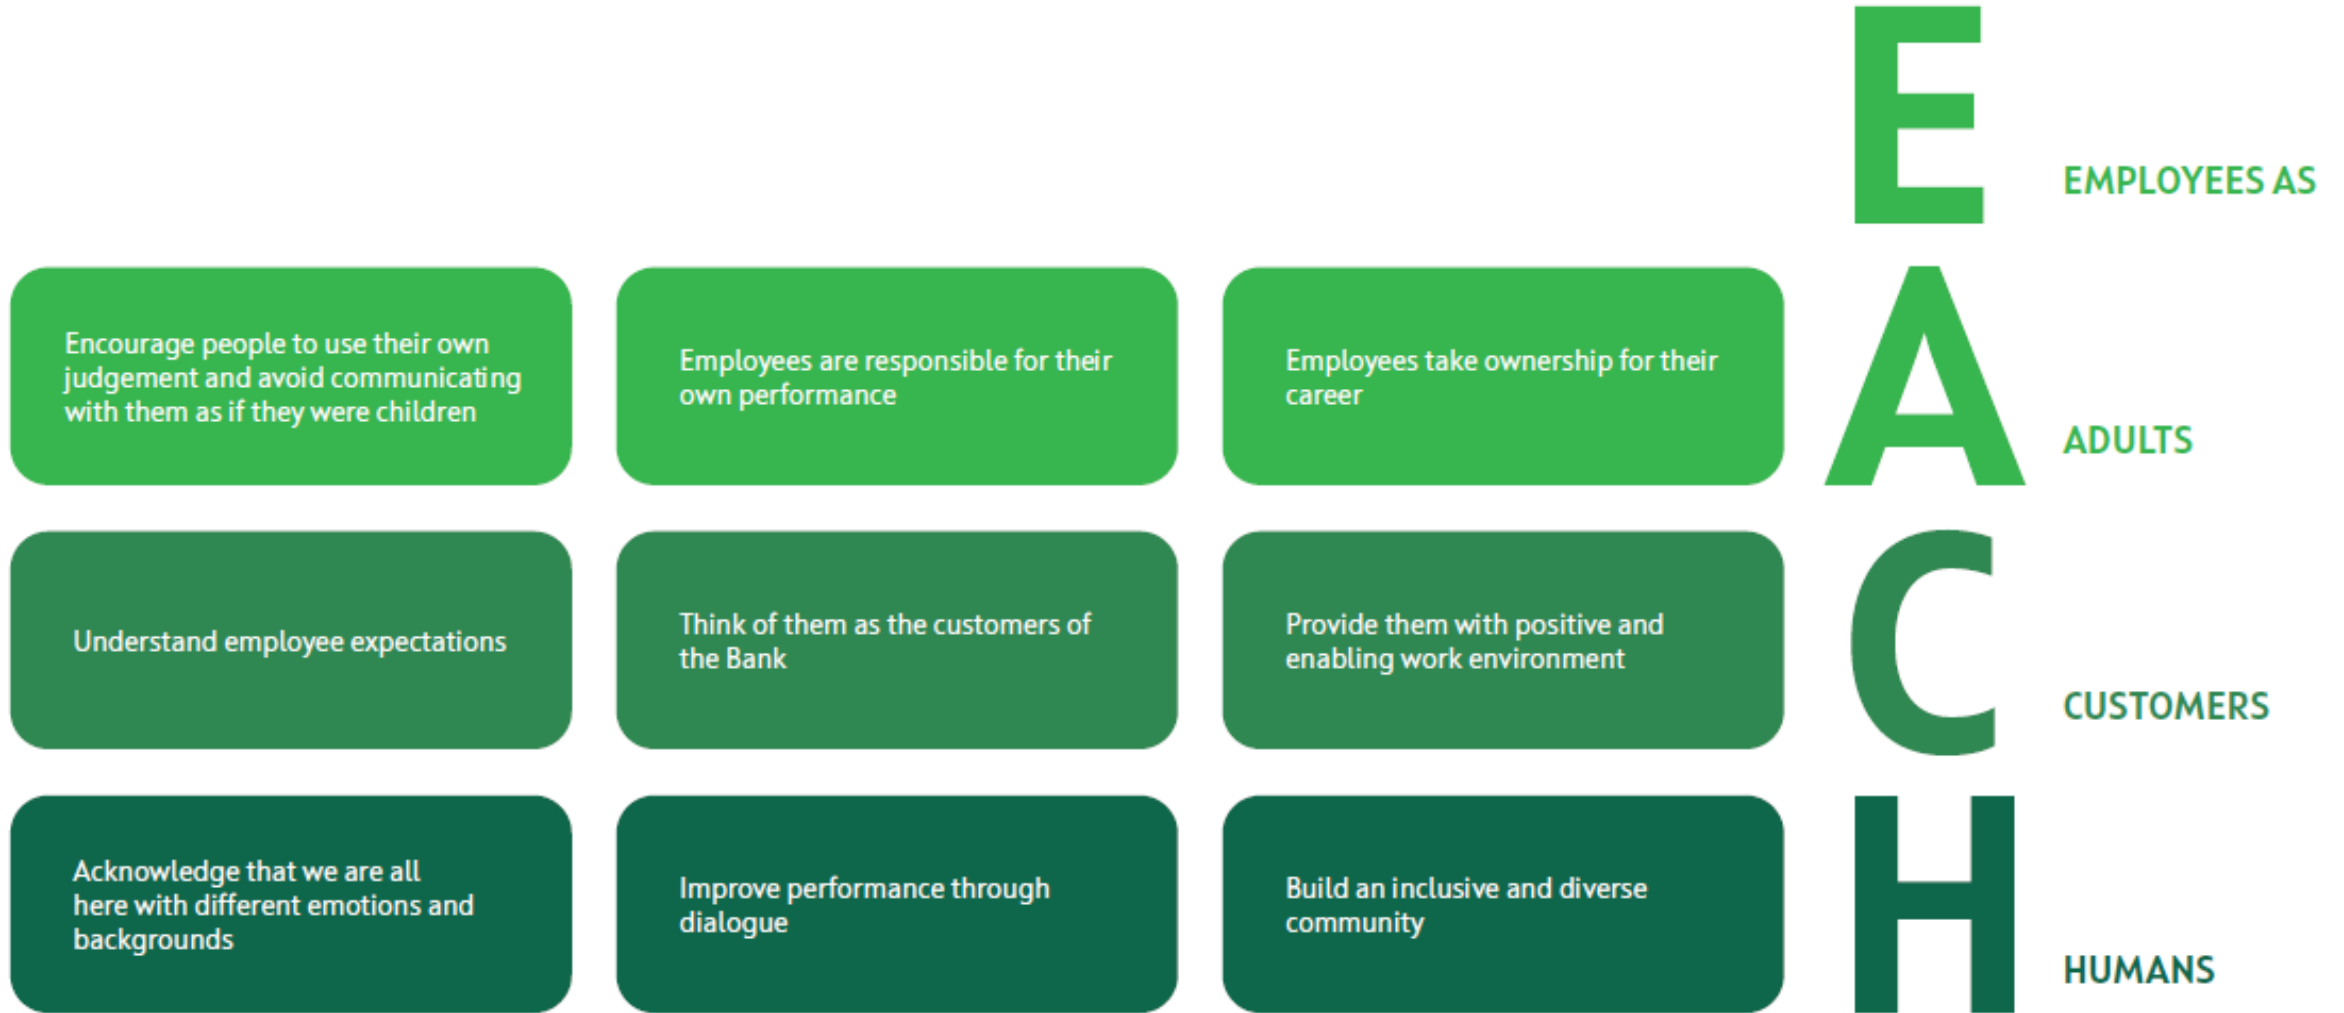 E
EMPLOYEES AS
Encourage people to use their own
judgement and avoid communicating
with them as if they were children
Employees are responsible for their
own performance
Employees take ownership for their
career
A
ADULTS
Understand employee expectations
Think of them as the customers of
the Bank
Provide them with positive and
enabling work environment
C
CUSTOMERS
Acknowledge that we are all
here with different emotions and
backgrounds
Improve performance through
dialogue
Build an inclusive and diverse
community
H
HUMANS